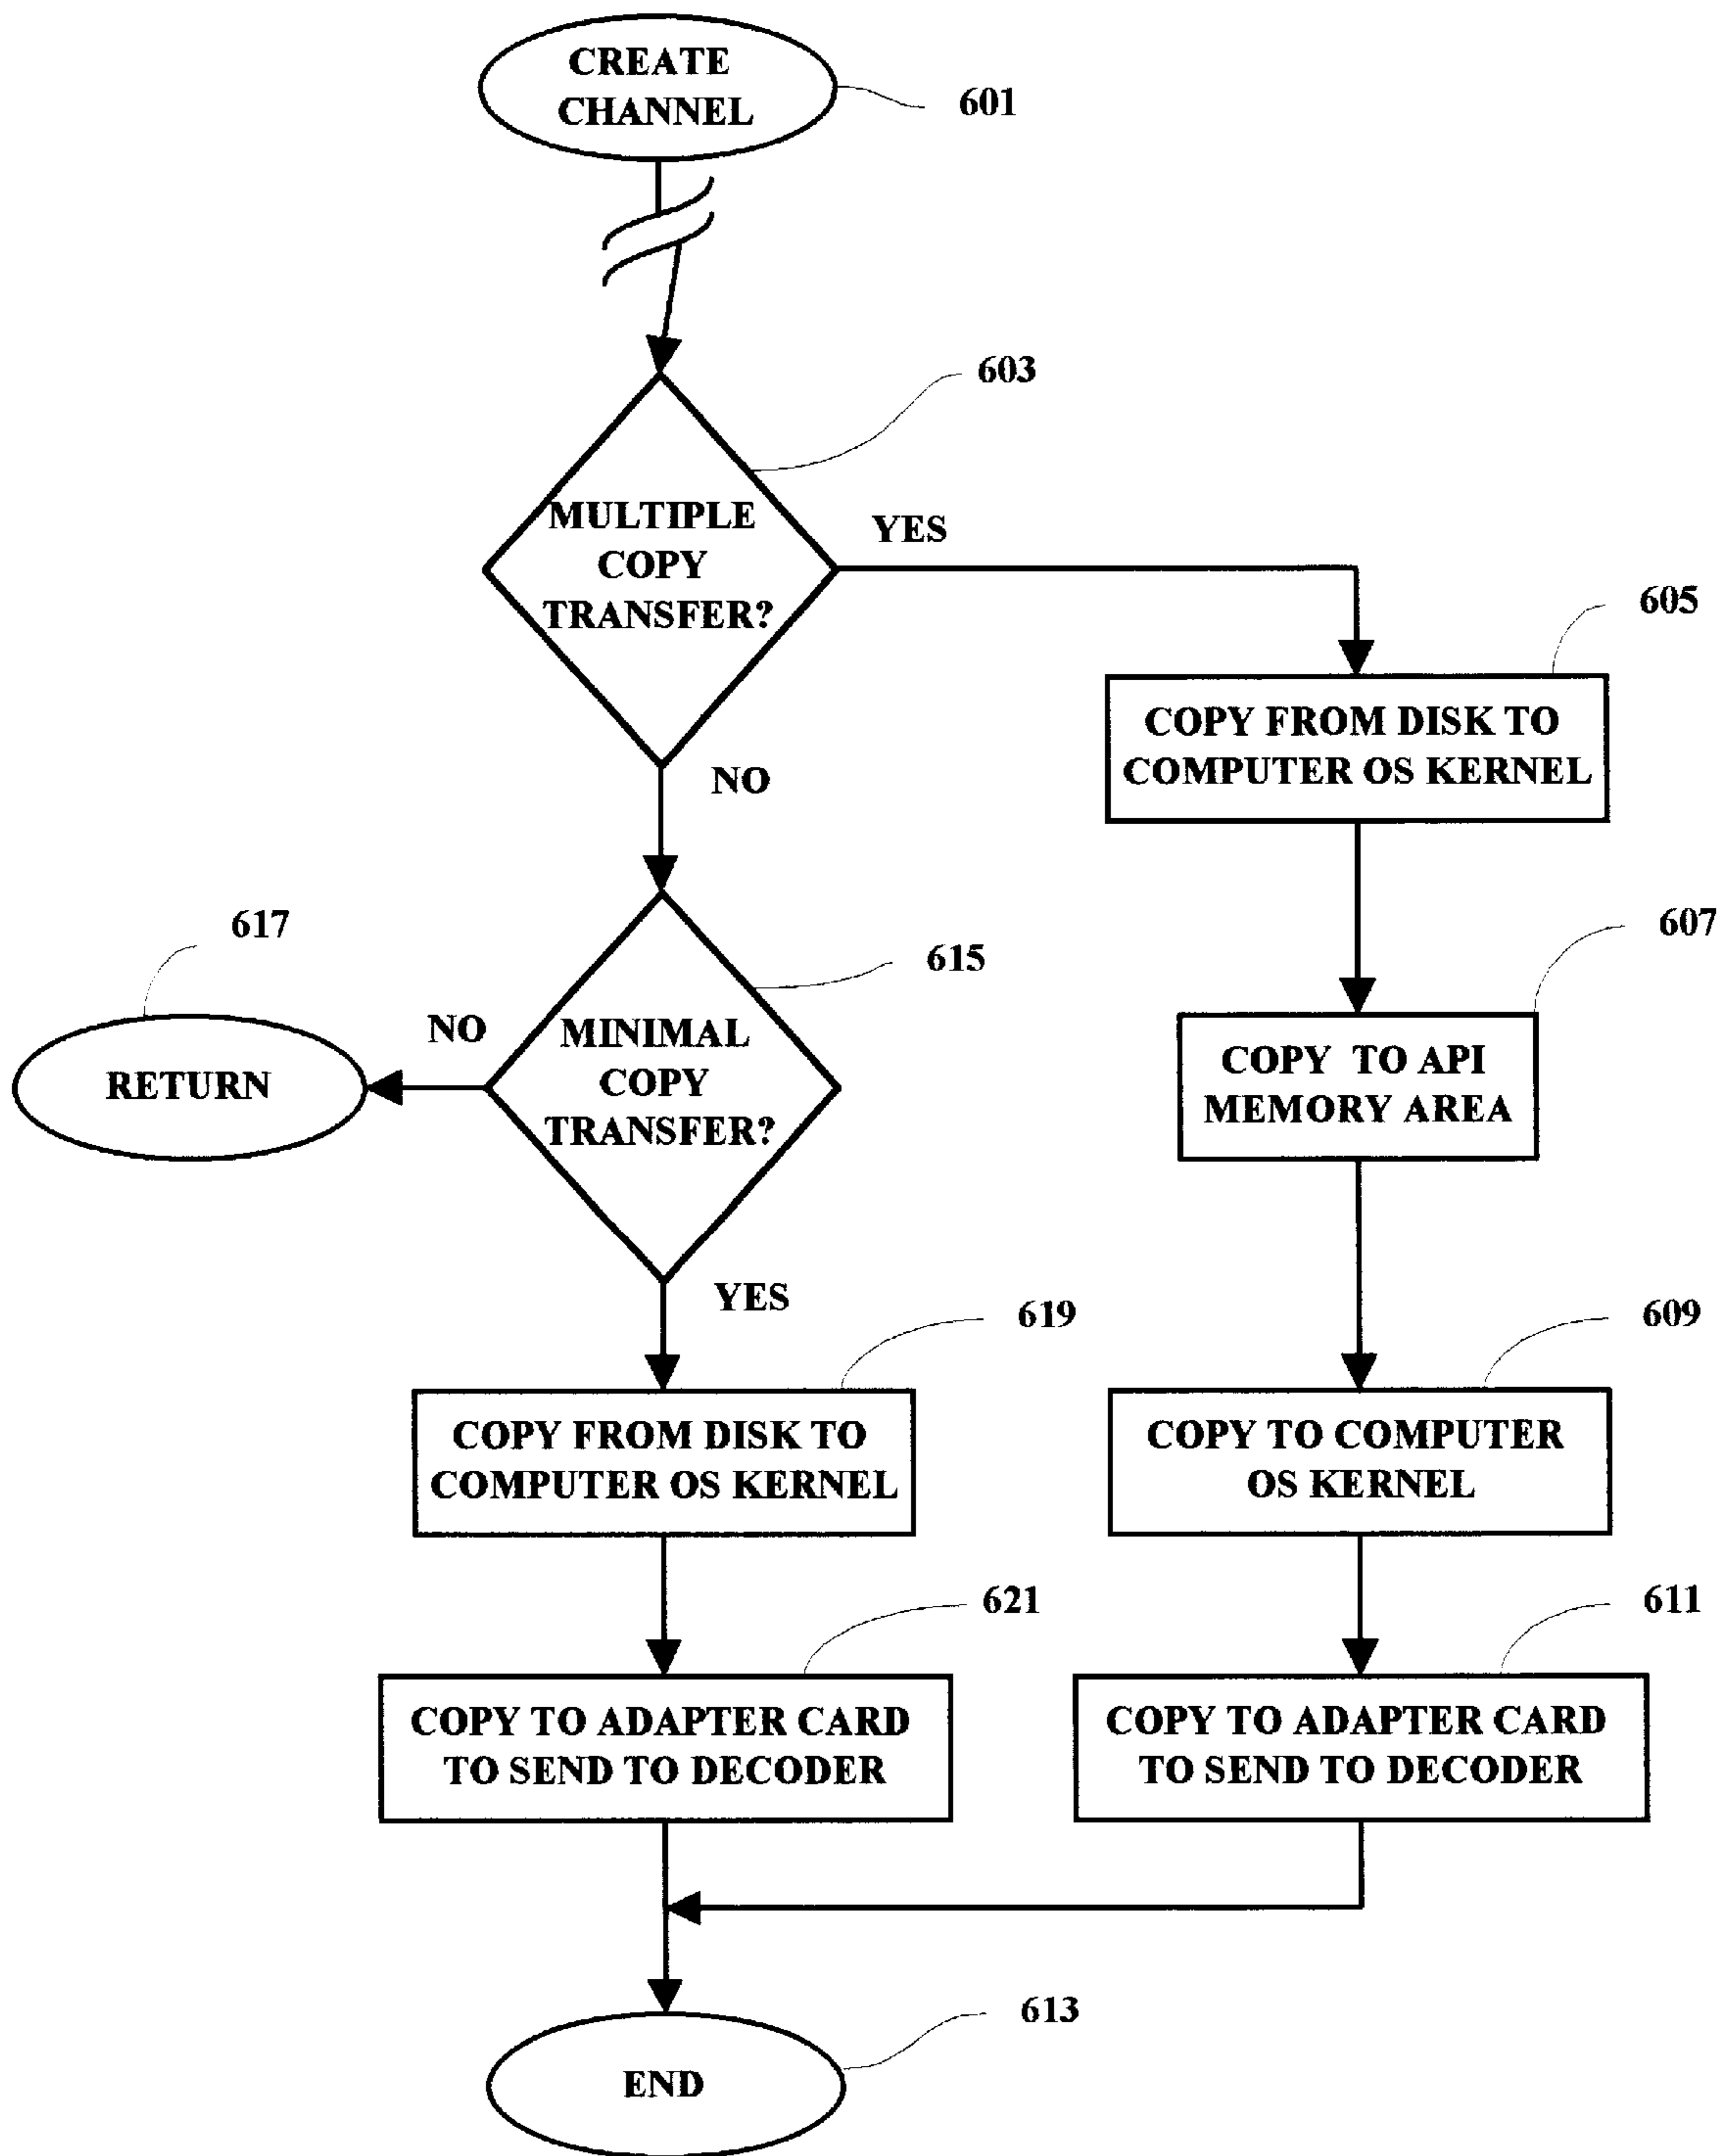 CREATE
CHANNEL
601
603
MULTIPLE
COPY
TRANSFER?
YES
605
COPY FROM DISK TO
COMPUTER OS KERNEL
NO
617
615
607
RETURN
NO
MINIMAL
COPY
TRANSFER?
COPY TO API
MEMORY AREA
YES
619
609
COPY FROM DISK TO
COMPUTER OS KERNEL
COPY TO COMPUTER
OS KERNEL
621
611
COPY TO ADAPTER CARD
TO SEND TO DECODER
COPY TO ADAPTER CARD
TO SEND TO DECODER
613
END